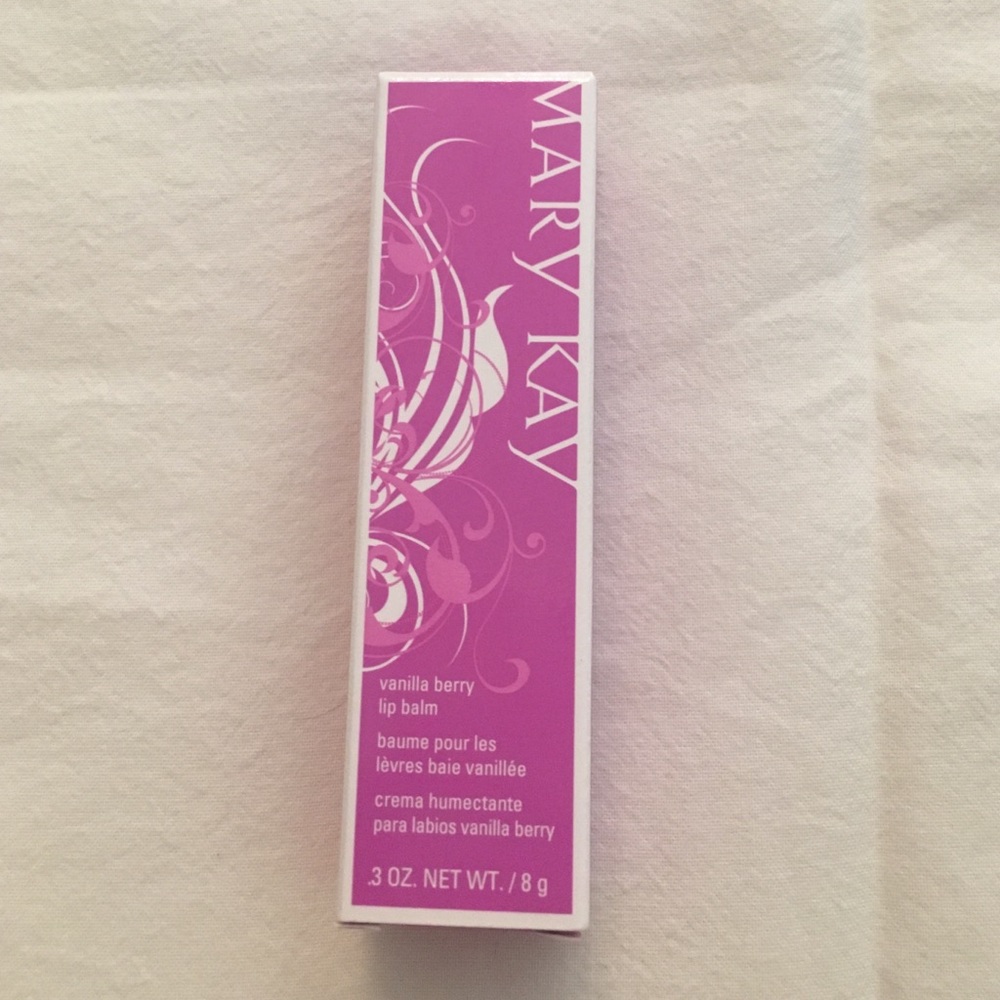 MARY KAY
vanilla berry
lip balm
baume pour les
lèvres baie vanillée
crema humectante
para labios vanilla berry
.3 OZ. NET WT. / 8 g